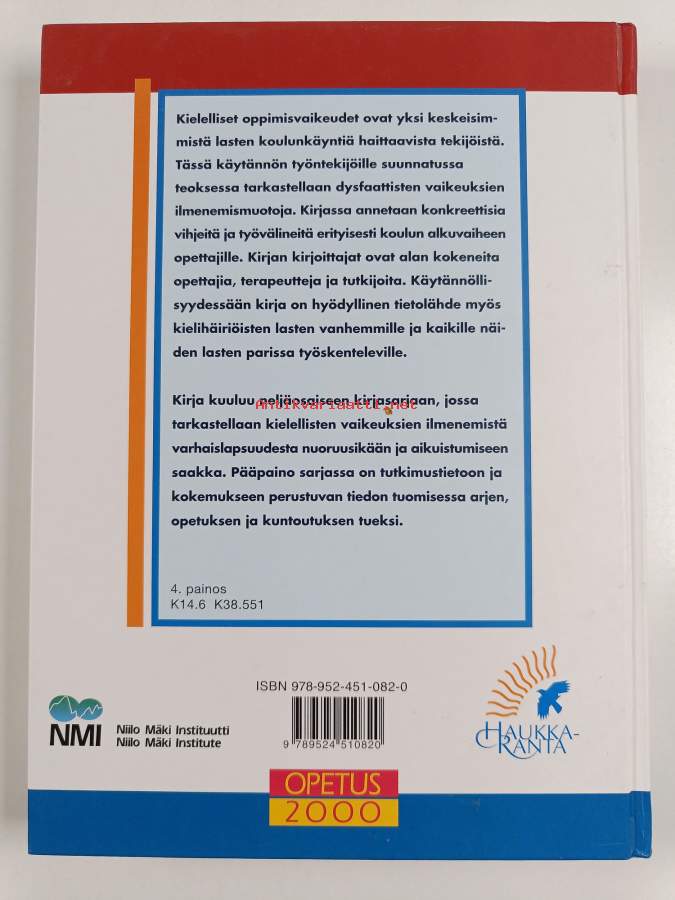 Kielelliset oppimisvaikeudet ovat yksi keskeisim-
mistä lasten koulunkäyntiä haittaavista tekijöistä.
Tässä käytännön työntekijöille suunnatussa
teoksessa tarkastellaan dysfaattisten vaikeuksien
ilmenemismuotoja. Kirjassa annetaan konkreettisia
vihjeitä ja työvälineitä erityisesti koulun alkuvaiheen
opettajille. Kirjan kirjoittajat ovat alan kokeneita
opettajia, terapeutteja ja tutkijoita. Käytännölli-
syydessään kirja on hyödyllinen tietolähde myös
kielihäiriöisten lasten vanhemmille ja kaikille näi-
den lasten parissa työskenteleville.
Kirja kuuluu neljäosaiseen kirjasarjaan, jossa
Antikvariaatti.net
tarkastellaan kielellisten vaikeuksien ilmenemistä
varhaislapsuudesta nuoruusikään ja aikuistumiseen
saakka. Pääpaino sarjassa on tutkimustietoon ja
kokemukseen perustuvan tiedon tuomisessa arjen,
opetuksen ja kuntoutuksen tueksi.
4. painos
K14.6 K38.551
ISBN 978-952-451-082-0
9 789524 510820
NMI
Niilo Mäki Instituutti
Niilo Mäki Institute
HAUKKA-
RANTA
OPETUS
2000